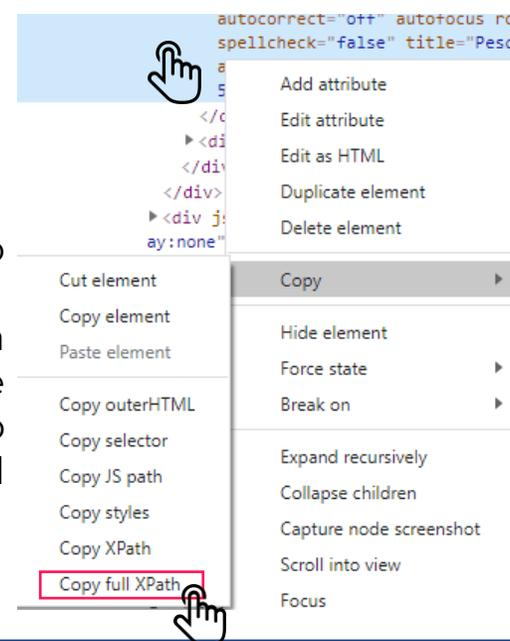 autocorrect="off" autofocus
spellcheck="false" title=
</div>
<div
ay:none"
Add attribute
Edit attribute
Edit as HTML
Duplicate element
Delete element
Copy
Hide element
Force state
Break on
Expand recursively
Collapse children
Capture node screenshot
Scroll into view
Focus
Cut element
Copy element
Paste element
Copy outerHTML
Copy selector
Copy JS path
Copy styles
Copy XPath
Copy full XPath